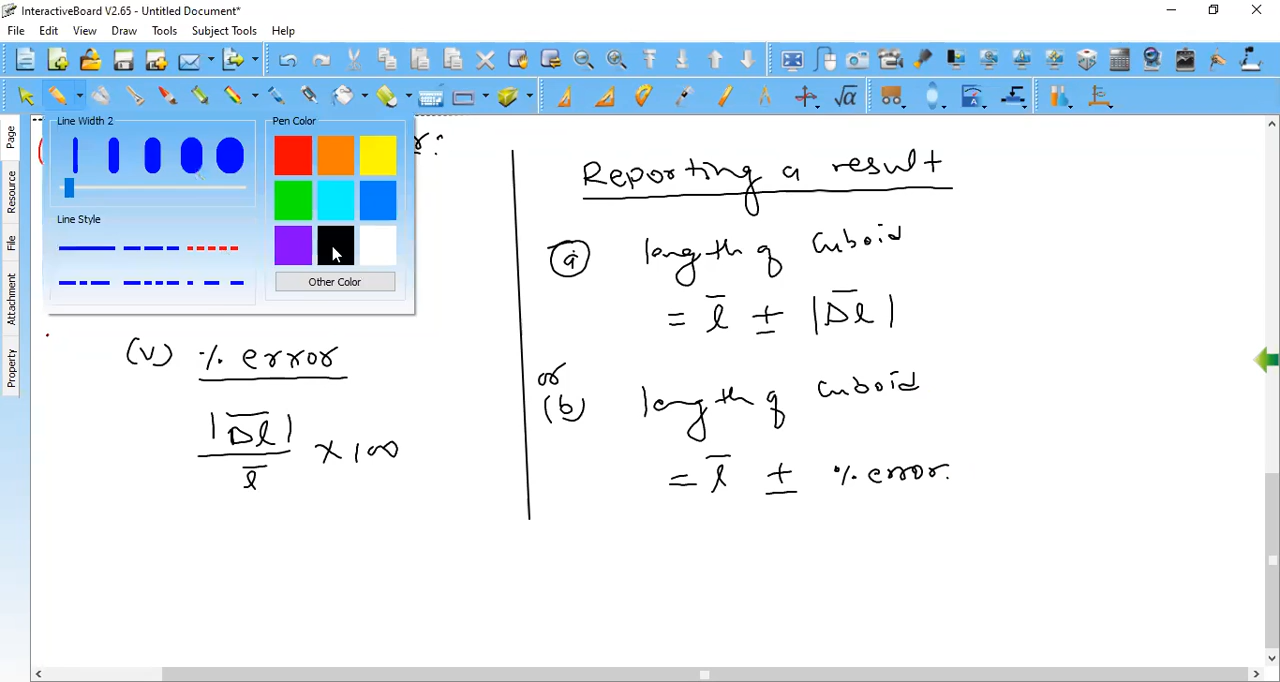 InteractiveBoard V2.65 - Untitled Document*
File Edit View Draw Tools Subject Tools Help
Page
Resource
File
Attachment
Property
Line Width 2
Line Style
Pen Color
Other Color
r:
(v) % error
|Δl̅|
l̅
× 100
Reporting a result
(a) length of cuboid
= l̅ ± |Δl̅|
or
(b) length of cuboid
= l̅ ± % error.